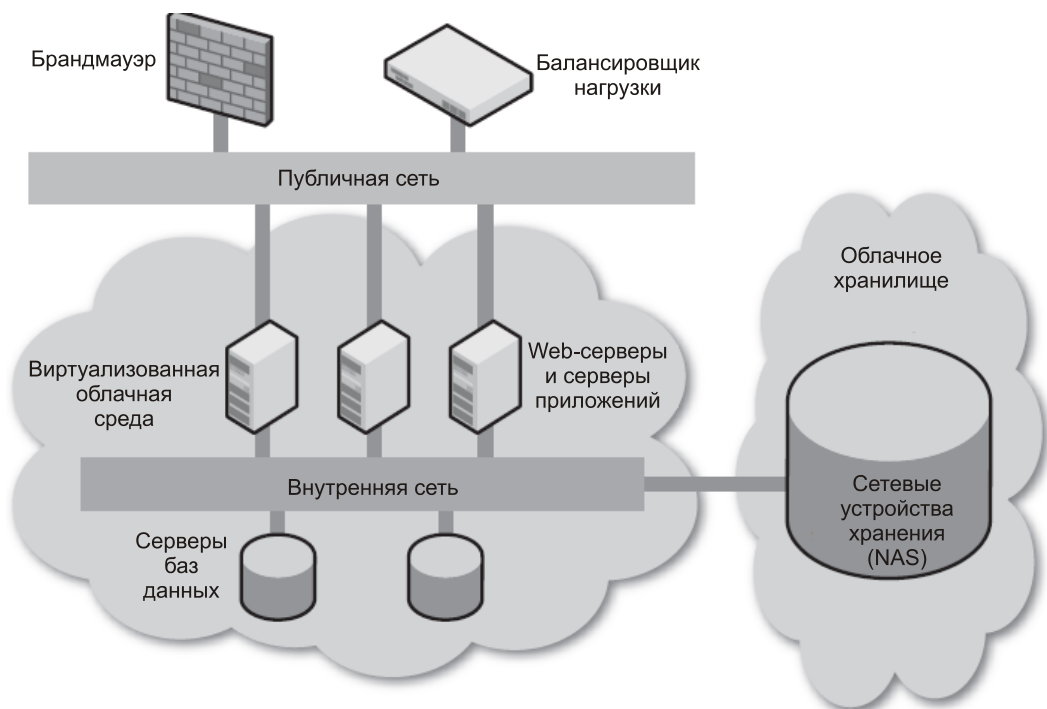 Брандмауэр
Балансировщик
нагрузки
Публичная сеть
Облачное
хранилище
Виртуализованная
облачная
среда
Web-серверы
и серверы
приложений
Внутренняя сеть
Сетевые
устройства
хранения
(NAS)
Серверы
баз
данных